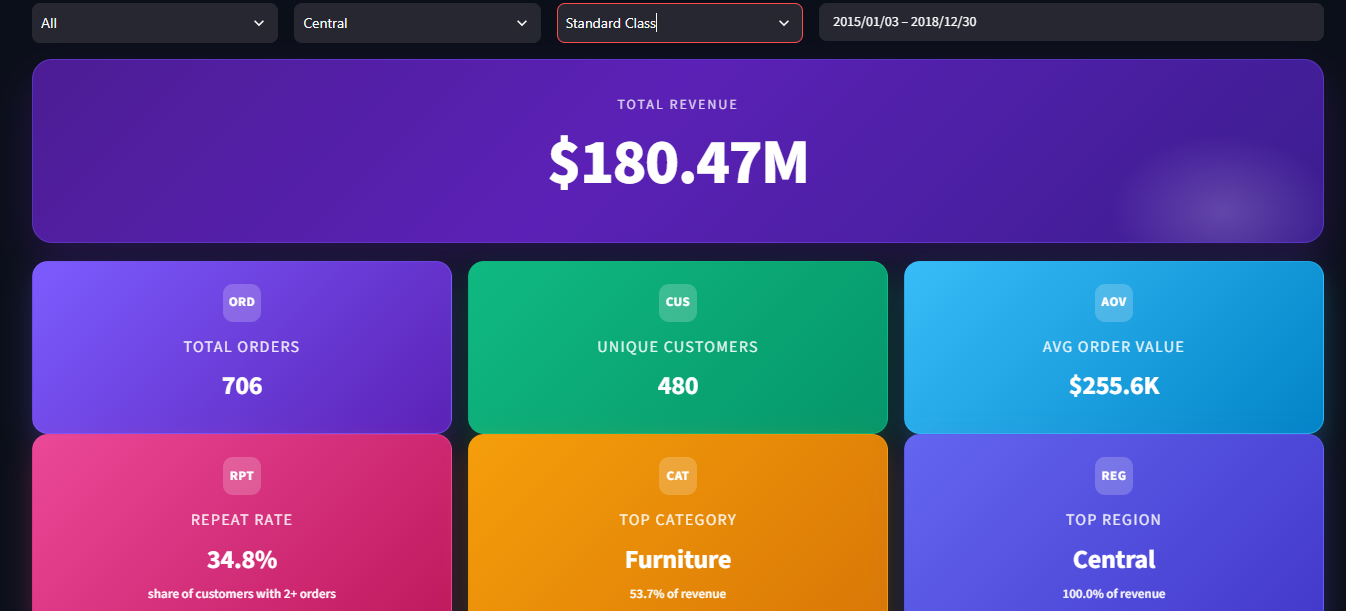 All
Central
Standard Class
2015/01/03 – 2018/12/30
TOTAL REVENUE
$180.47M
ORD
TOTAL ORDERS
706
CUS
UNIQUE CUSTOMERS
480
AOV
AVG ORDER VALUE
$255.6K
RPT
REPEAT RATE
34.8%
share of customers with 2+ orders
CAT
TOP CATEGORY
Furniture
53.7% of revenue
REG
TOP REGION
Central
100.0% of revenue